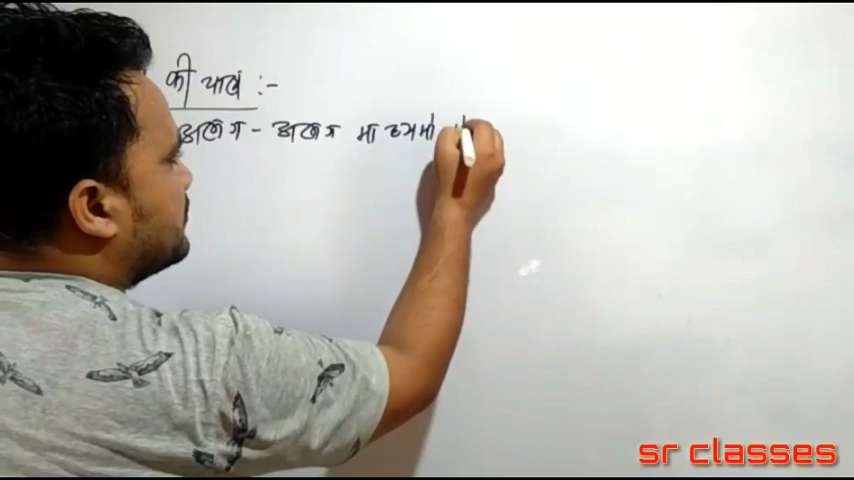 की चाल :-
अलग - अलग माध्यमों
sr classes